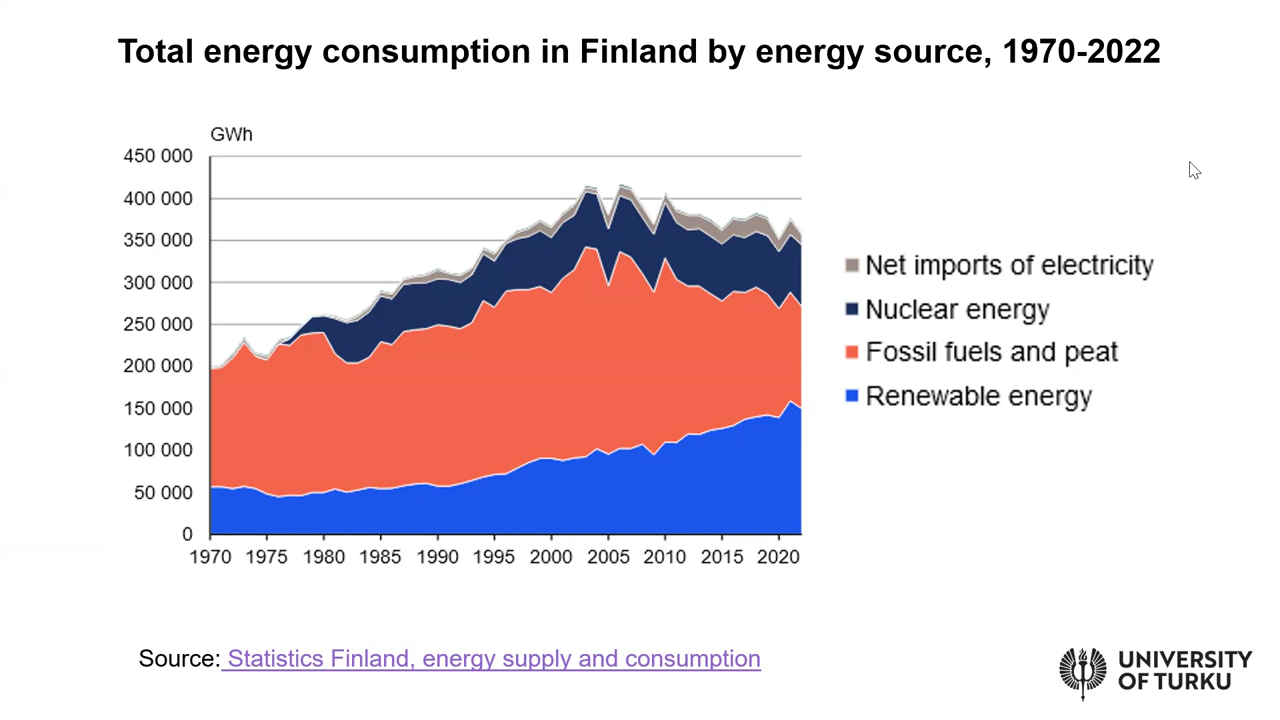 Total energy consumption in Finland by energy source, 1970-2022
GWh
450 000
400 000
350 000
300 000
250 000
200 000
150 000
100 000
50 000
0
1970 1975 1980 1985 1990 1995 2000 2005 2010 2015 2020
Net imports of electricity
Nuclear energy
Fossil fuels and peat
Renewable energy
Source: Statistics Finland, energy supply and consumption
UNIVERSITY
OF TURKU